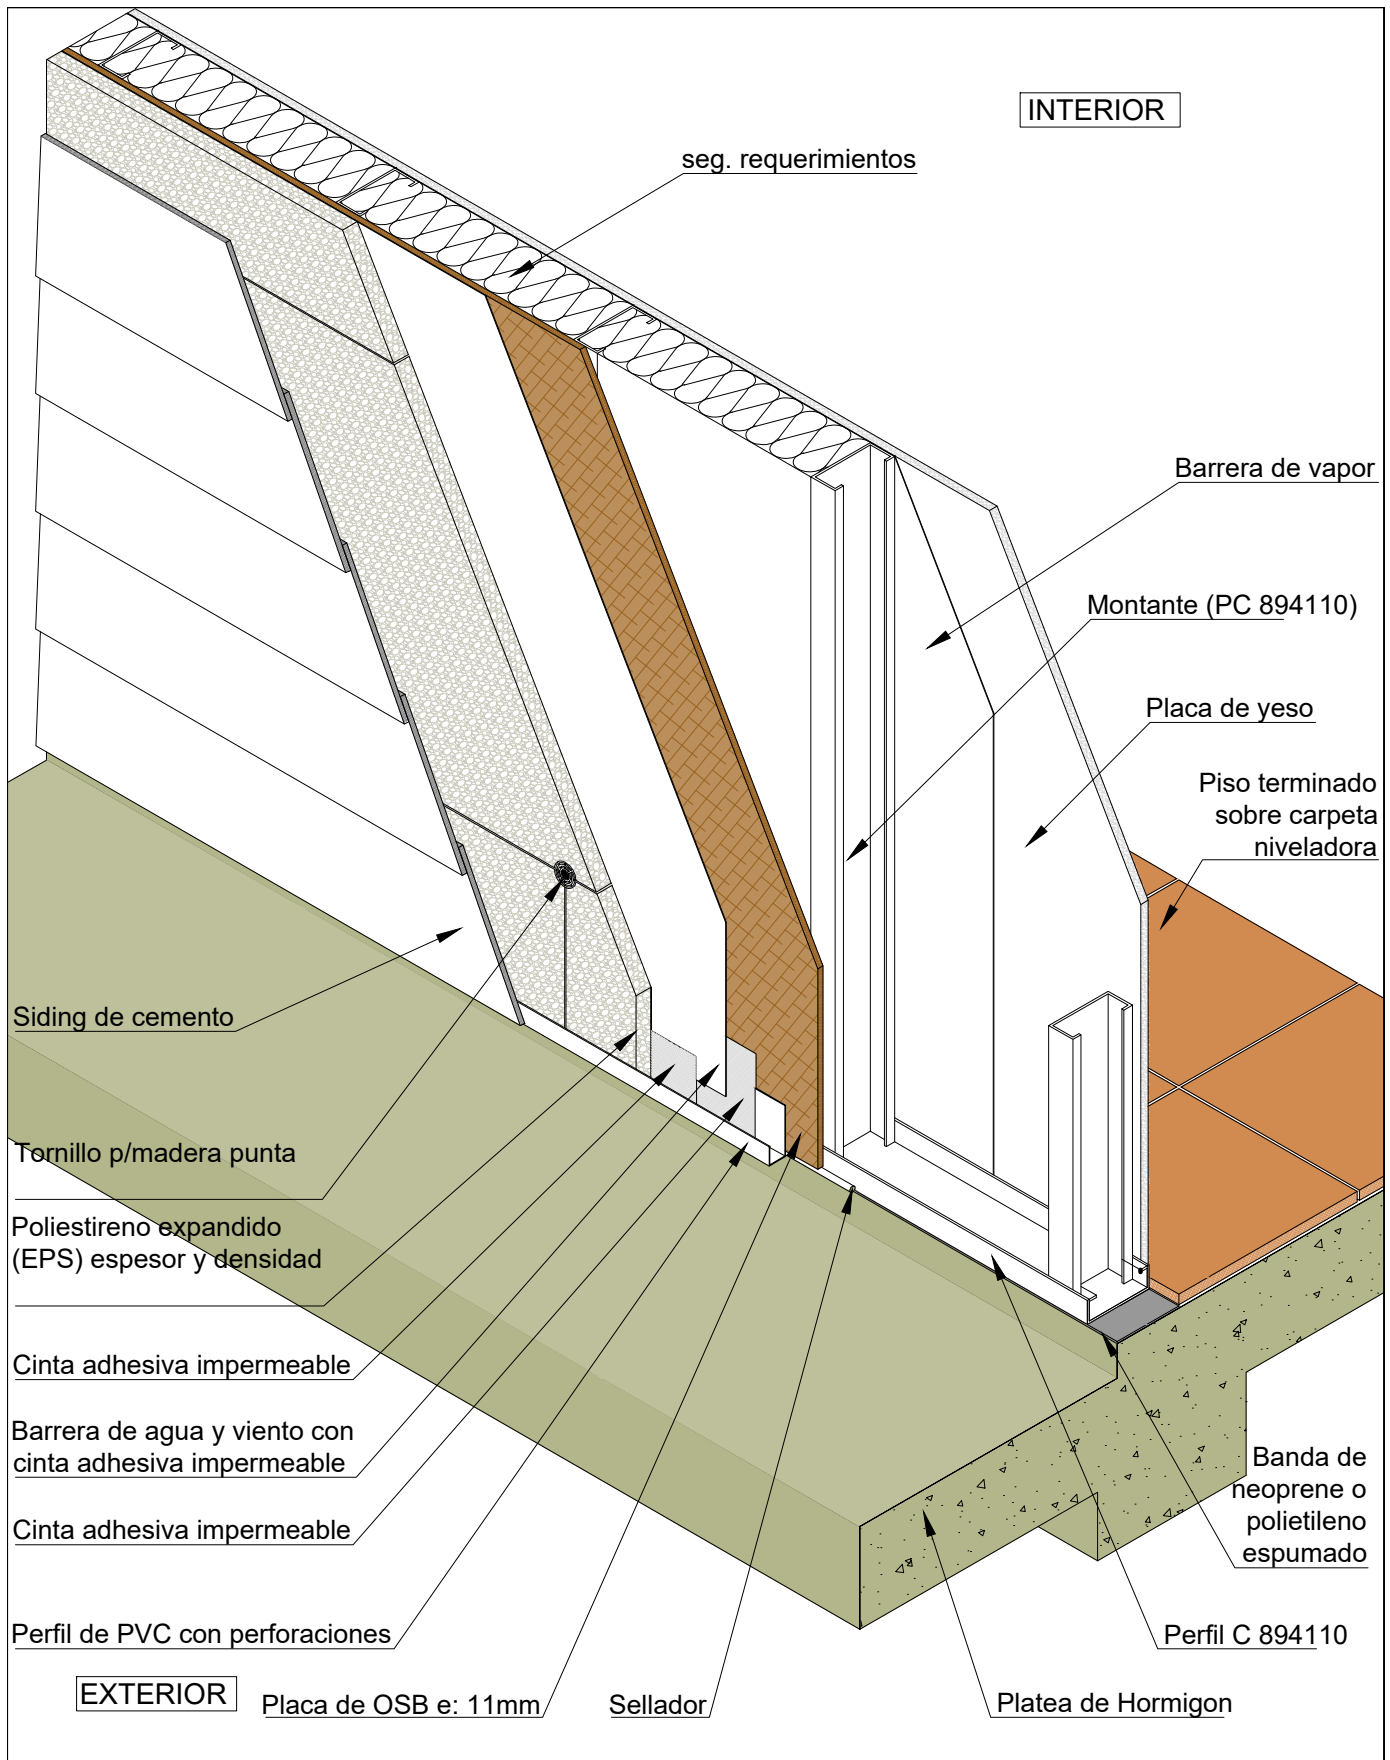 INTERIOR
seg. requerimientos
Barrera de vapor
Montante (PC 894110)
Placa de yeso
Piso terminado
sobre carpeta
niveladora
Siding de cemento
Tornillo p/madera punta
Poliestireno expandido
(EPS) espesor y densidad
Cinta adhesiva impermeable
Barrera de agua y viento con
cinta adhesiva impermeable
Cinta adhesiva impermeable
Banda de
neoprene o
polietileno
espumado
Perfil de PVC con perforaciones
Perfil C 894110
EXTERIOR
Placa de OSB e: 11mm
Sellador
Platea de Hormigon